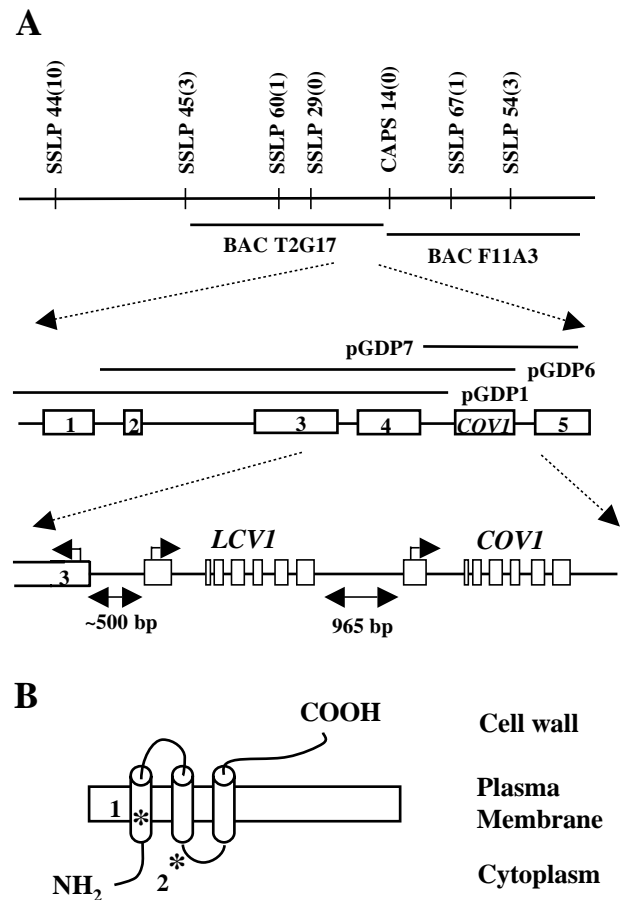 A
SSLP 44(10)
SSLP 45(3)
SSLP 60(1)
SSLP 29(0)
CAPS 14(0)
SSLP 67(1)
SSLP 54(3)
BAC T2G17
BAC F11A3
pGDP7
pGDP6
pGDP1
1 2 3 4 COV1 5
LCV1 COV1
3
~500 bp 965 bp
B
COOH
Cell wall
1 *
Plasma
Membrane
* 2
NH2
Cytoplasm